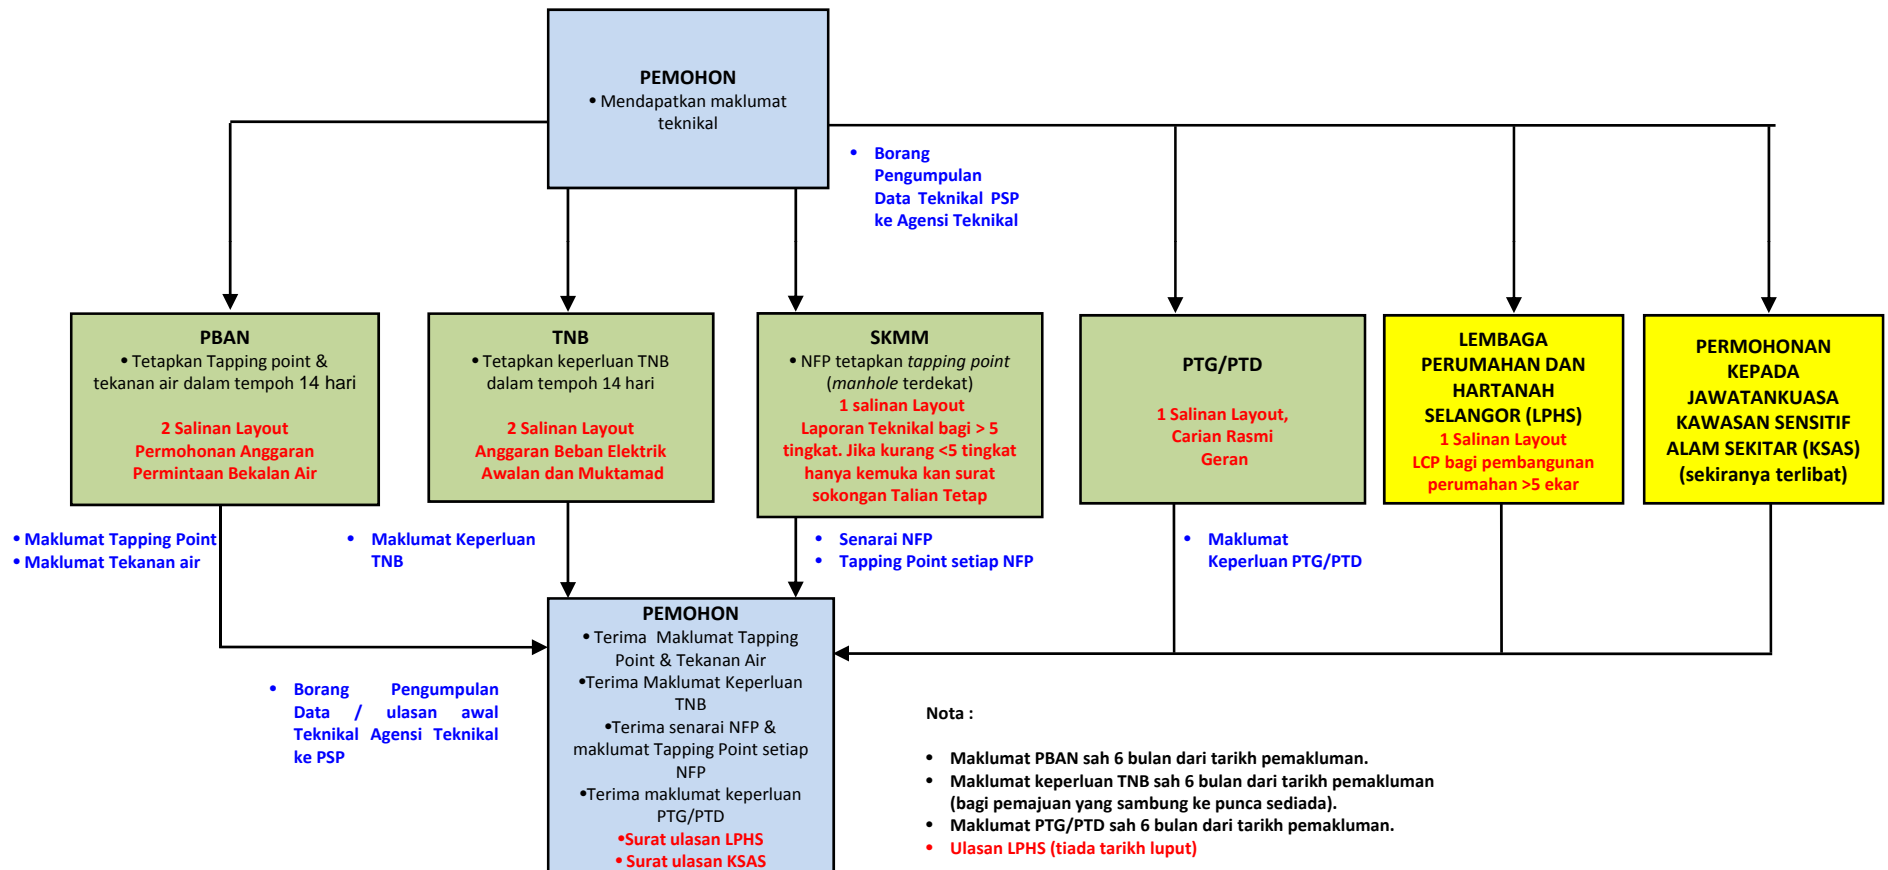 PEMOHON
• Mendapatkan maklumat
teknikal
• Borang
Pengumpulan
Data Teknikal PSP
ke Agensi Teknikal
PBAN
• Tetapkan Tapping point &
tekanan air dalam tempoh 14 hari
2 Salinan Layout
Permohonan Anggaran
Permintaan Bekalan Air
TNB
• Tetapkan keperluan TNB
dalam tempoh 14 hari
2 Salinan Layout
Anggaran Beban Elektrik
Awalan dan Muktamad
SKMM
• NFP tetapkan tapping point
(manhole terdekat)
1 salinan Layout
Laporan Teknikal bagi > 5
tingkat. Jika kurang <5 tingkat
hanya kemuka kan surat
sokongan Talian Tetap
PTG/PTD
1 Salinan Layout,
Carian Rasmi
Geran
LEMBAGA
PERUMAHAN DAN
HARTANAH
SELANGOR (LPHS)
1 Salinan Layout
LCP bagi pembangunan
perumahan >5 ekar
PERMOHONAN
KEPADA
JAWATANKUASA
KAWASAN SENSITIF
ALAM SEKITAR (KSAS)
(sekiranya terlibat)
• Maklumat Tapping Point
• Maklumat Tekanan air
• Maklumat Keperluan
TNB
• Senarai NFP
• Tapping Point setiap NFP
• Maklumat
Keperluan PTG/PTD
PEMOHON
• Terima Maklumat Tapping
Point & Tekanan Air
•Terima Maklumat Keperluan
TNB
•Terima senarai NFP &
maklumat Tapping Point setiap
NFP
•Terima maklumat keperluan
PTG/PTD
•Surat ulasan LPHS
• Surat ulasan KSAS
• Borang Pengumpulan
Data / ulasan awal
Teknikal Agensi Teknikal
ke PSP
Nota :
• Maklumat PBAN sah 6 bulan dari tarikh pemakluman.
• Maklumat keperluan TNB sah 6 bulan dari tarikh pemakluman
(bagi pemajuan yang sambung ke punca sediada).
• Maklumat PTG/PTD sah 6 bulan dari tarikh pemakluman.
• Ulasan LPHS (tiada tarikh luput)